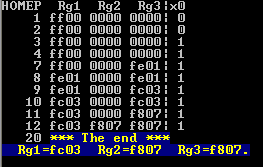 HOMEP Rg1 Rg2 Rg3¦x0
1 ff00 0000 0000¦ 0
2 ff00 0000 0000¦ 0
3 ff00 0000 0000¦ 1
4 ff00 0000 0000¦ 1
7 ff00 0000 fe01¦ 1
8 fe01 0000 fe01¦ 1
9 fe01 0000 fc03¦ 1
10 fc03 0000 fc03¦ 1
11 fc03 0000 f807¦ 1
12 fc03 f807 f807¦ 1
20 *** The end ***
Rg1=fc03 Rg2=f807 Rg3=f807.